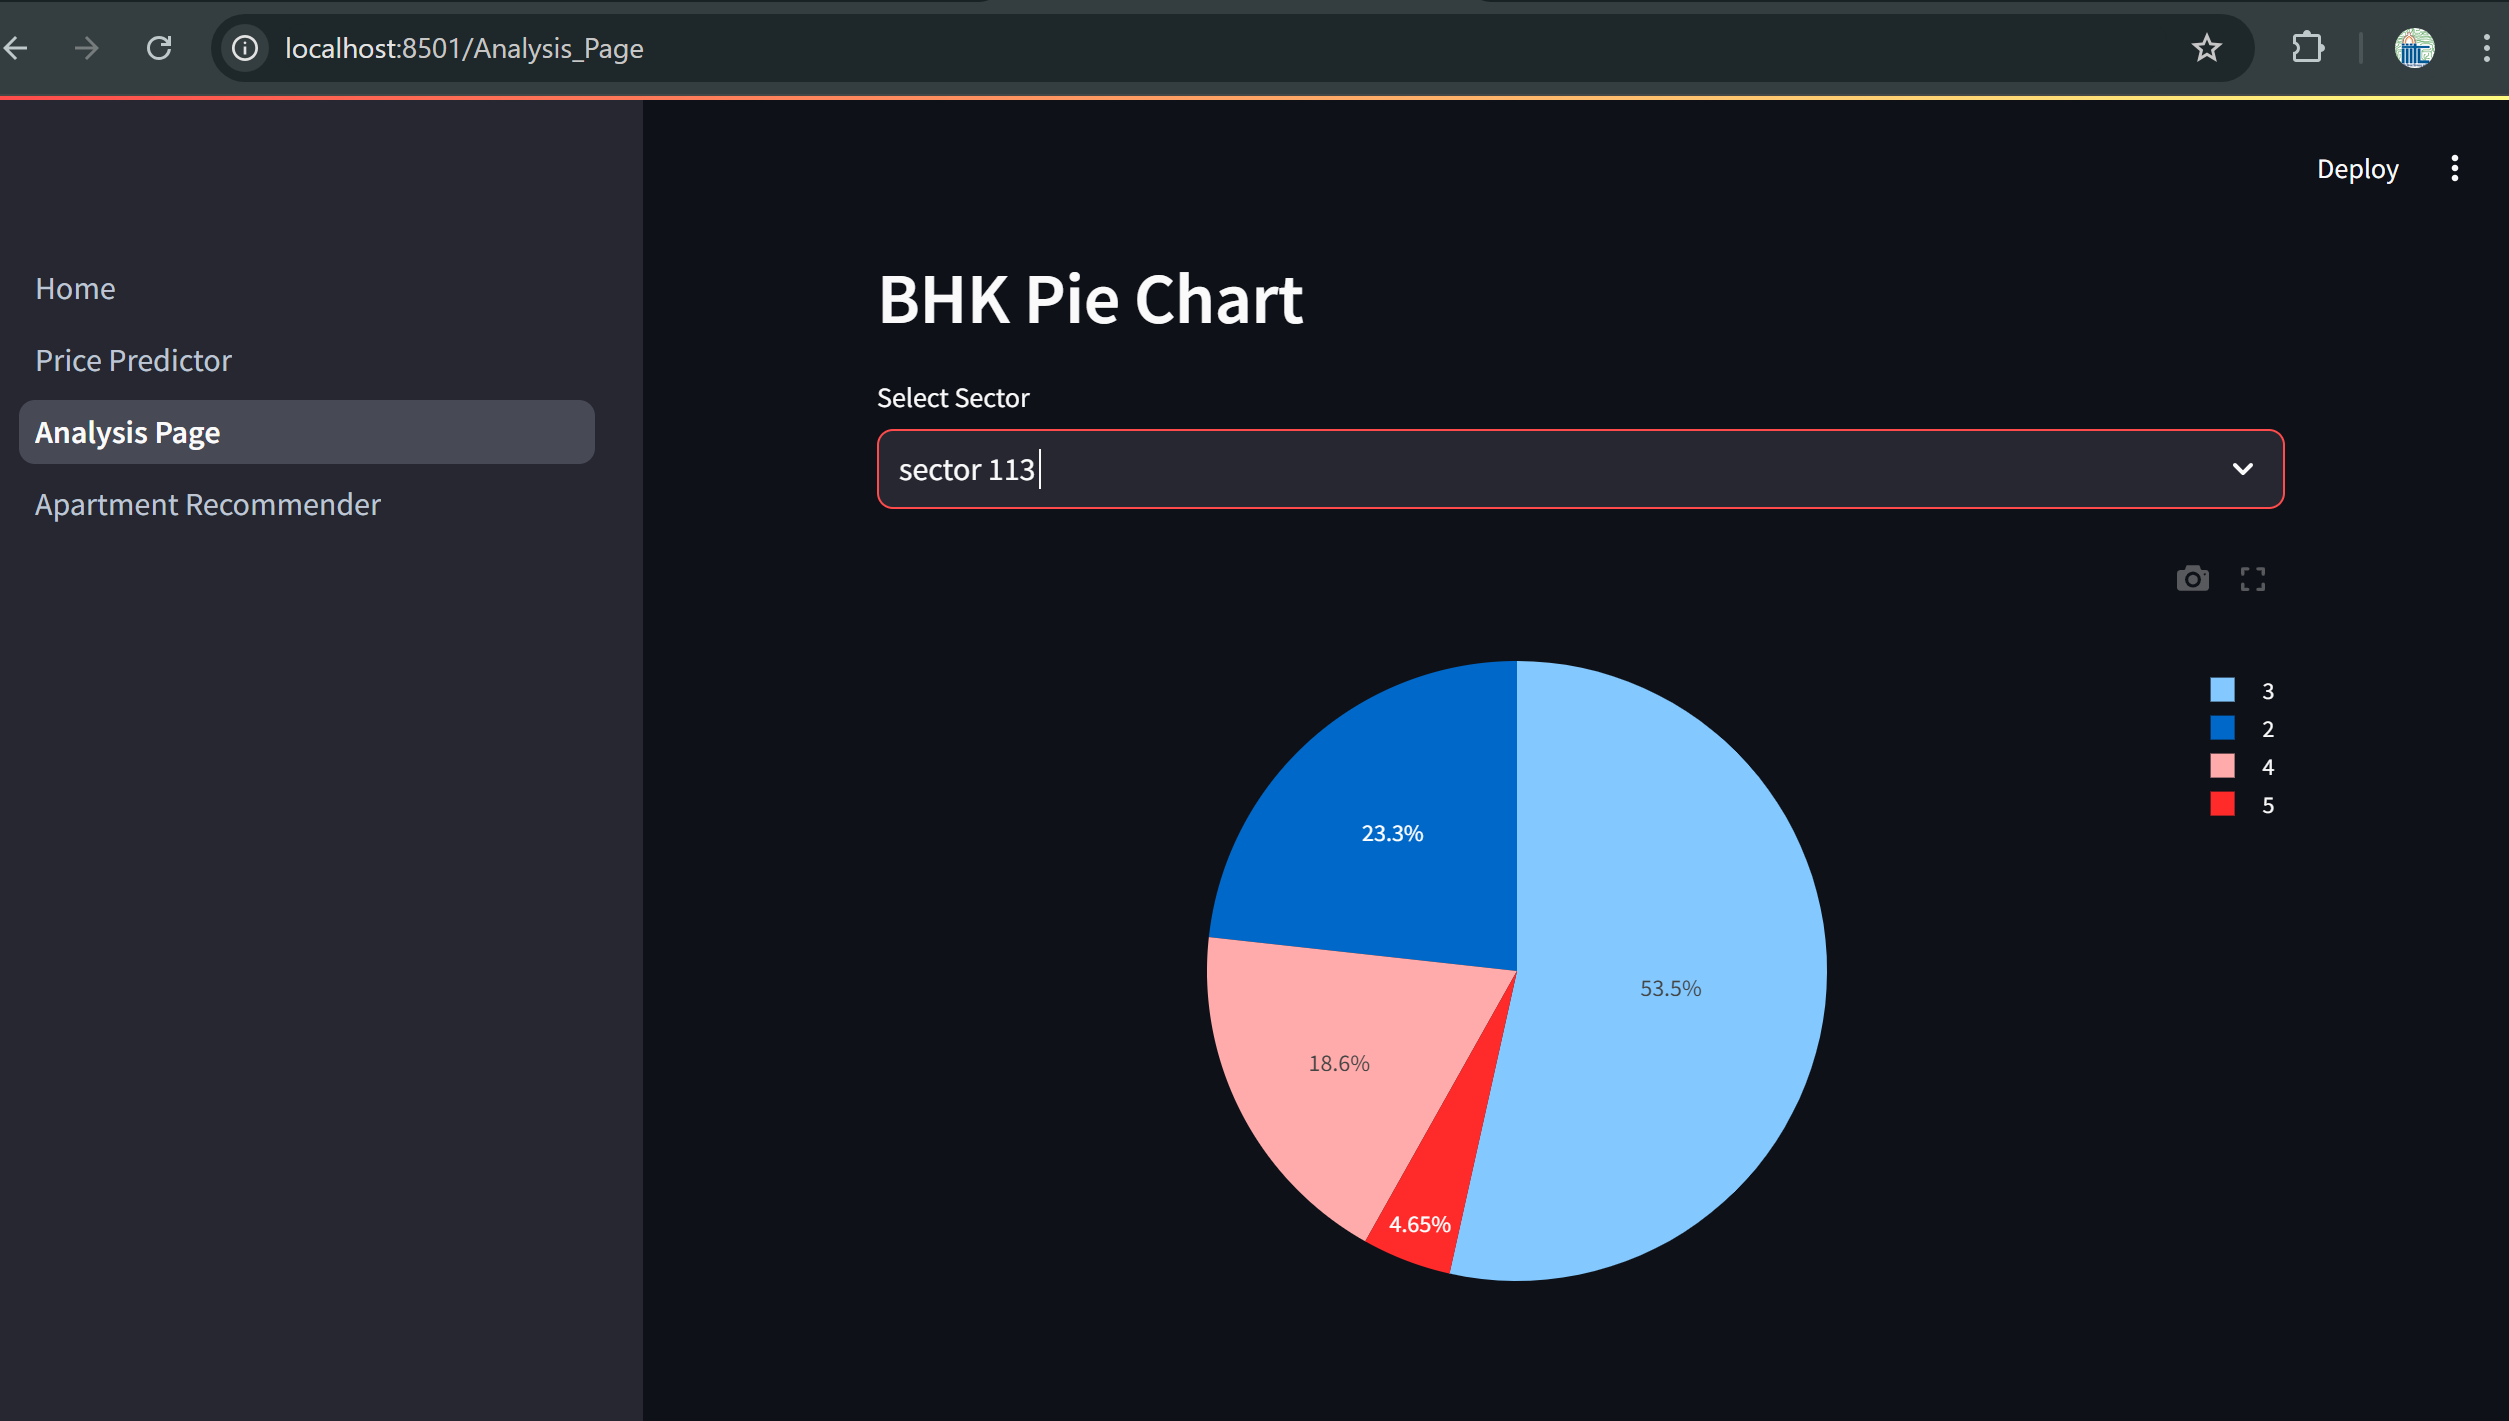 localhost:8501/Analysis_Page
Deploy
Home
Price Predictor
Analysis Page
Apartment Recommender
BHK Pie Chart
Select Sector
sector 113
3
2
4
5
23.3%
53.5%
18.6%
4.65%